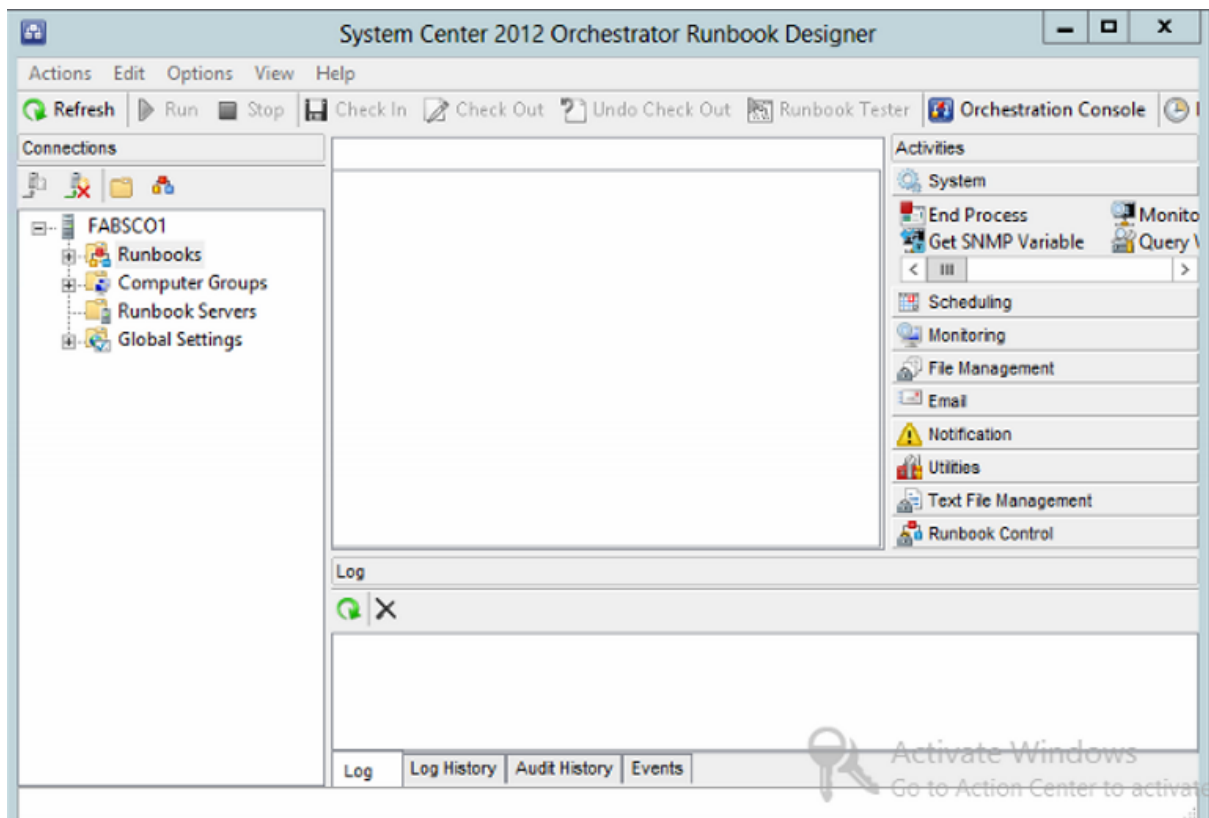 System Center 2012 Orchestrator Runbook Designer
Actions Edit Options View Help
Refresh Run Stop Check In Check Out Undo Check Out Runbook Tester Orchestration Console
Connections
FABSCO1
Runbooks
Computer Groups
Runbook Servers
Global Settings
Activities
System
End Process Monito
Get SNMP Variable Query
Scheduling
Monitoring
File Management
Email
Notification
Utilities
Text File Management
Runbook Control
Log
Log Log History Audit History Events
Activate Windows
Go to Action Center to activate